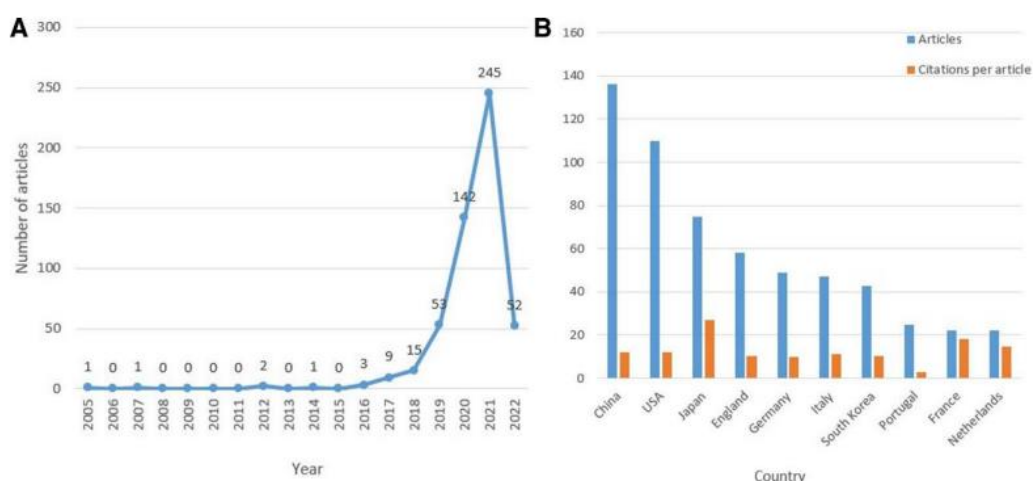 A
300
250
200
150
100
50
0
Number of articles
1 0 1 0 0 0 0 2 0 1 0 3 9 15 53 142 245 52
2005 2006 2007 2008 2009 2010 2011 2012 2013 2014 2015 2016 2017 2018 2019 2020 2021 2022
Year
B
160
140
120
100
80
60
40
20
0
Articles
Citations per article
China USA Japan England Germany Italy South Korea Portugal France Netherlands
Country